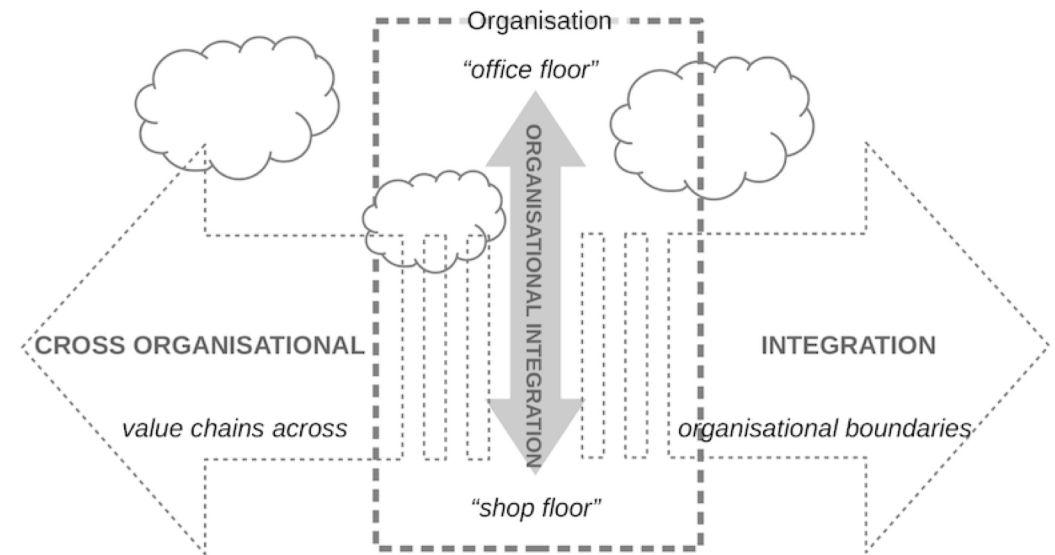 Organisation
“office floor”
ORGANISATIONAL INTEGRATION
CROSS ORGANISATIONAL
INTEGRATION
value chains across
organisational boundaries
“shop floor”